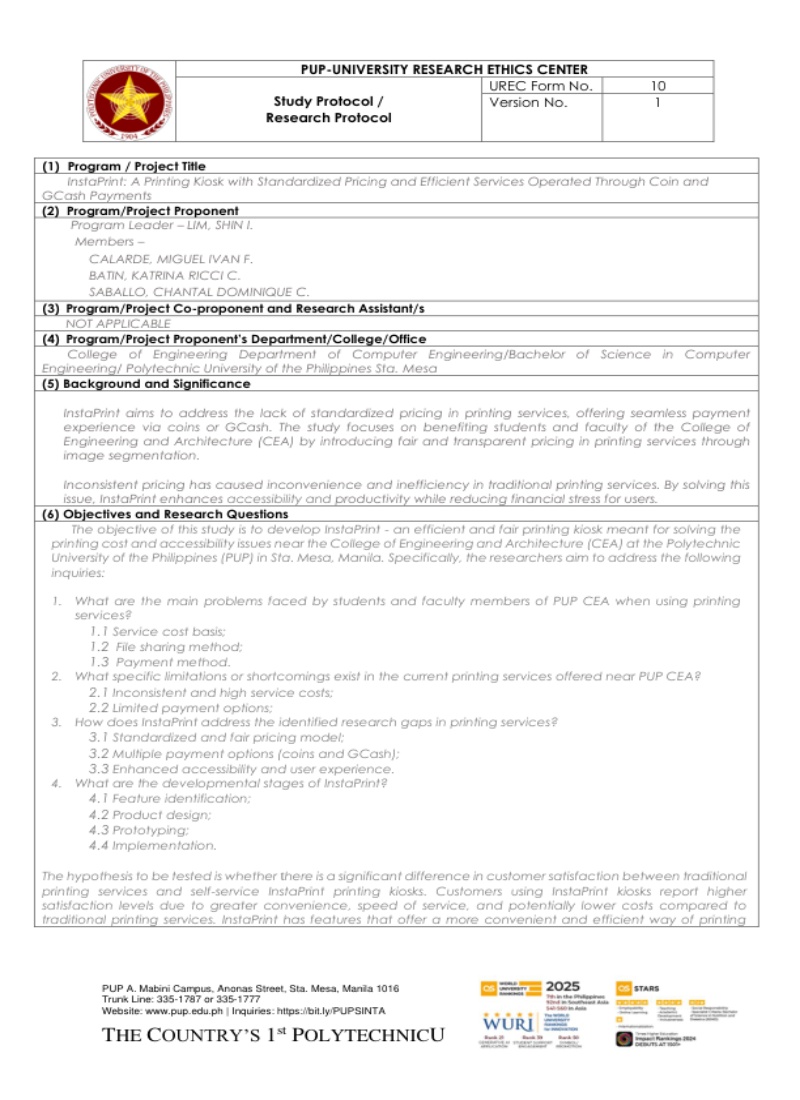 PUP-UNIVERSITY RESEARCH ETHICS CENTER
Study Protocol /
Research Protocol
UREC Form No. 10
Version No. 1
POLYTECHNIC UNIVERSITY OF THE PHILIPPINES
1904
(1) Program / Project Title
InstaPrint: A Printing Kiosk with Standardized Pricing and Efficient Services Operated Through Coin and
GCash Payments
(2) Program/Project Proponent
Program Leader – LIM, SHIN I.
Members –
CALARDE, MIGUEL IVAN F.
BATIN, KATRINA RICCI C.
SABALLO, CHANTAL DOMINIQUE C.
(3) Program/Project Co-proponent and Research Assistant/s
NOT APPLICABLE
(4) Program/Project Proponent's Department/College/Office
College of Engineering Department of Computer Engineering/Bachelor of Science in Computer
Engineering/ Polytechnic University of the Philippines Sta. Mesa
(5) Background and Significance
InstaPrint aims to address the lack of standardized pricing in printing services, offering seamless payment
experience via coins or GCash. The study focuses on benefiting students and faculty of the College of
Engineering and Architecture (CEA) by introducing fair and transparent pricing in printing services through
image segmentation.
Inconsistent pricing has caused inconvenience and inefficiency in traditional printing services. By solving this
issue, InstaPrint enhances accessibility and productivity while reducing financial stress for users.
(6) Objectives and Research Questions
The objective of this study is to develop InstaPrint - an efficient and fair printing kiosk meant for solving the
printing cost and accessibility issues near the College of Engineering and Architecture (CEA) at the Polytechnic
University of the Philippines (PUP) in Sta. Mesa, Manila. Specifically, the researchers aim to address the following
inquiries:
1. What are the main problems faced by students and faculty members of PUP CEA when using printing
services?
1.1 Service cost basis;
1.2 File sharing method;
1.3 Payment method.
2. What specific limitations or shortcomings exist in the current printing services offered near PUP CEA?
2.1 Inconsistent and high service costs;
2.2 Limited payment options;
3. How does InstaPrint address the identified research gaps in printing services?
3.1 Standardized and fair pricing model;
3.2 Multiple payment options (coins and GCash);
3.3 Enhanced accessibility and user experience.
4. What are the developmental stages of InstaPrint?
4.1 Feature identification;
4.2 Product design;
4.3 Prototyping;
4.4 Implementation.
The hypothesis to be tested is whether there is a significant difference in customer satisfaction between traditional
printing services and self-service InstaPrint printing kiosks. Customers using InstaPrint kiosks report higher
satisfaction levels due to greater convenience, speed of service, and potentially lower costs compared to
traditional printing services. InstaPrint has features that offer a more convenient and efficient way of printing
PUP A. Mabini Campus, Anonas Street, Sta. Mesa, Manila 1016
Trunk Line: 335-1787 or 335-1777
Website: www.pup.edu.ph | Inquiries: https://bit.ly/PUPSINTA
THE COUNTRY'S 1st POLYTECHNICU
QS WORLD UNIVERSITY RANKINGS 2025
7th in the Philippines
92nd in Southeast Asia
WURI
QS STARS
Impact Rankings 2024